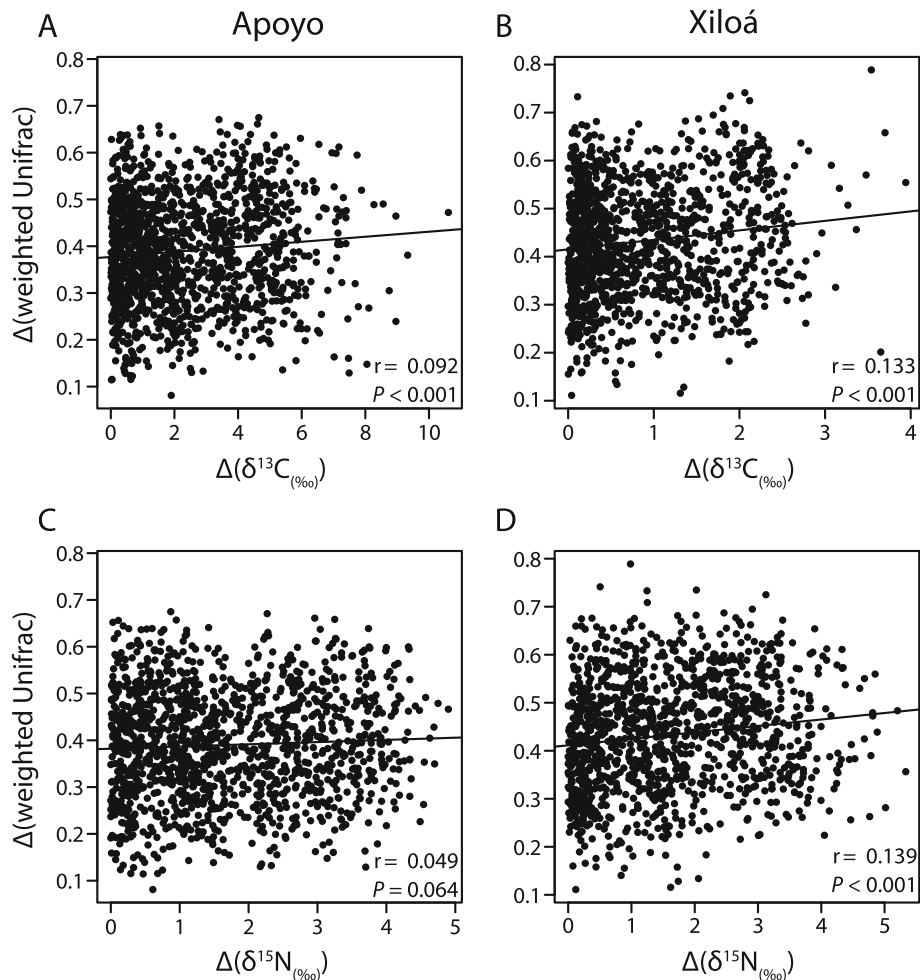 A Apoyo
B Xiloá
Δ(weighted Unifrac)
0.8
0.7
0.6
0.5
0.4
0.3
0.2
0.1
r = 0.092
P < 0.001
0 2 4 6 8 10
Δ(δ¹³C(‰))
0.8
0.7
0.6
0.5
0.4
0.3
0.2
0.1
r = 0.133
P < 0.001
0 1 2 3 4
Δ(δ¹³C(‰))
C
Δ(weighted Unifrac)
0.8
0.7
0.6
0.5
0.4
0.3
0.2
0.1
r = 0.049
P = 0.064
0 1 2 3 4 5
Δ(δ¹⁵N(‰))
D
0.8
0.7
0.6
0.5
0.4
0.3
0.2
0.1
r = 0.139
P < 0.001
0 1 2 3 4 5
Δ(δ¹⁵N(‰))